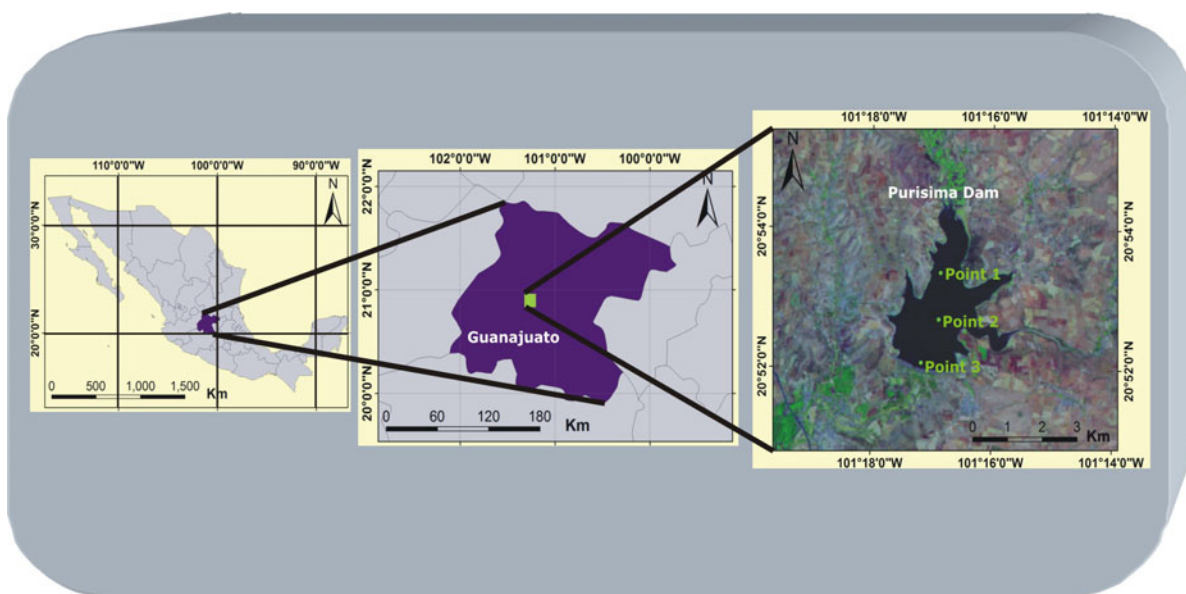 110°0'0"W 100°0'0"W 90°0'0"W
N
30°0'0"N
20°0'0"N
0 500 1,000 1,500
Km
102°0'0"W 101°0'0"W 100°0'0"W
N
22°0'0"N
21°0'0"N
20°0'0"N
Guanajuato
0 60 120 180
Km
101°18'0"W 101°16'0"W 101°14'0"W
N
Purisima Dam
20°54'0"N
20°54'0"N
Point 1
Point 2
Point 3
20°52'0"N
20°52'0"N
0 1 2 3
Km
101°18'0"W 101°16'0"W 101°14'0"W